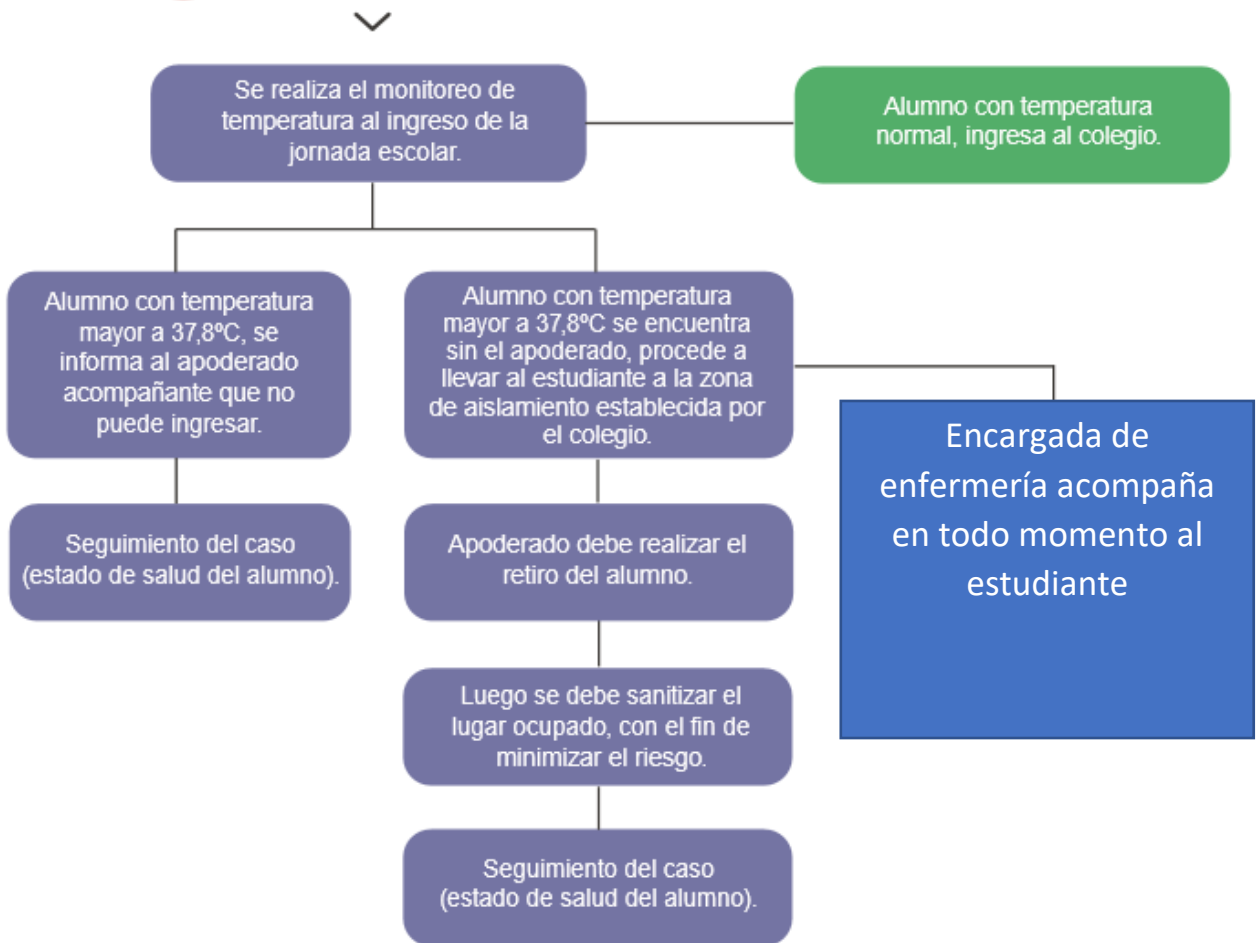 Se realiza el monitoreo de
temperatura al ingreso de la
jornada escolar.
Alumno con temperatura
normal, ingresa al colegio.
Alumno con temperatura
mayor a 37,8ºC, se
informa al apoderado
acompañante que no
puede ingresar.
Alumno con temperatura
mayor a 37,8ºC se encuentra
sin el apoderado, procede a
llevar al estudiante a la zona
de aislamiento establecida por
el colegio.
Encargada de
enfermería acompaña
en todo momento al
estudiante
Seguimiento del caso
(estado de salud del alumno).
Apoderado debe realizar el
retiro del alumno.
Luego se debe sanitizar el
lugar ocupado, con el fin de
minimizar el riesgo.
Seguimiento del caso
(estado de salud del alumno).